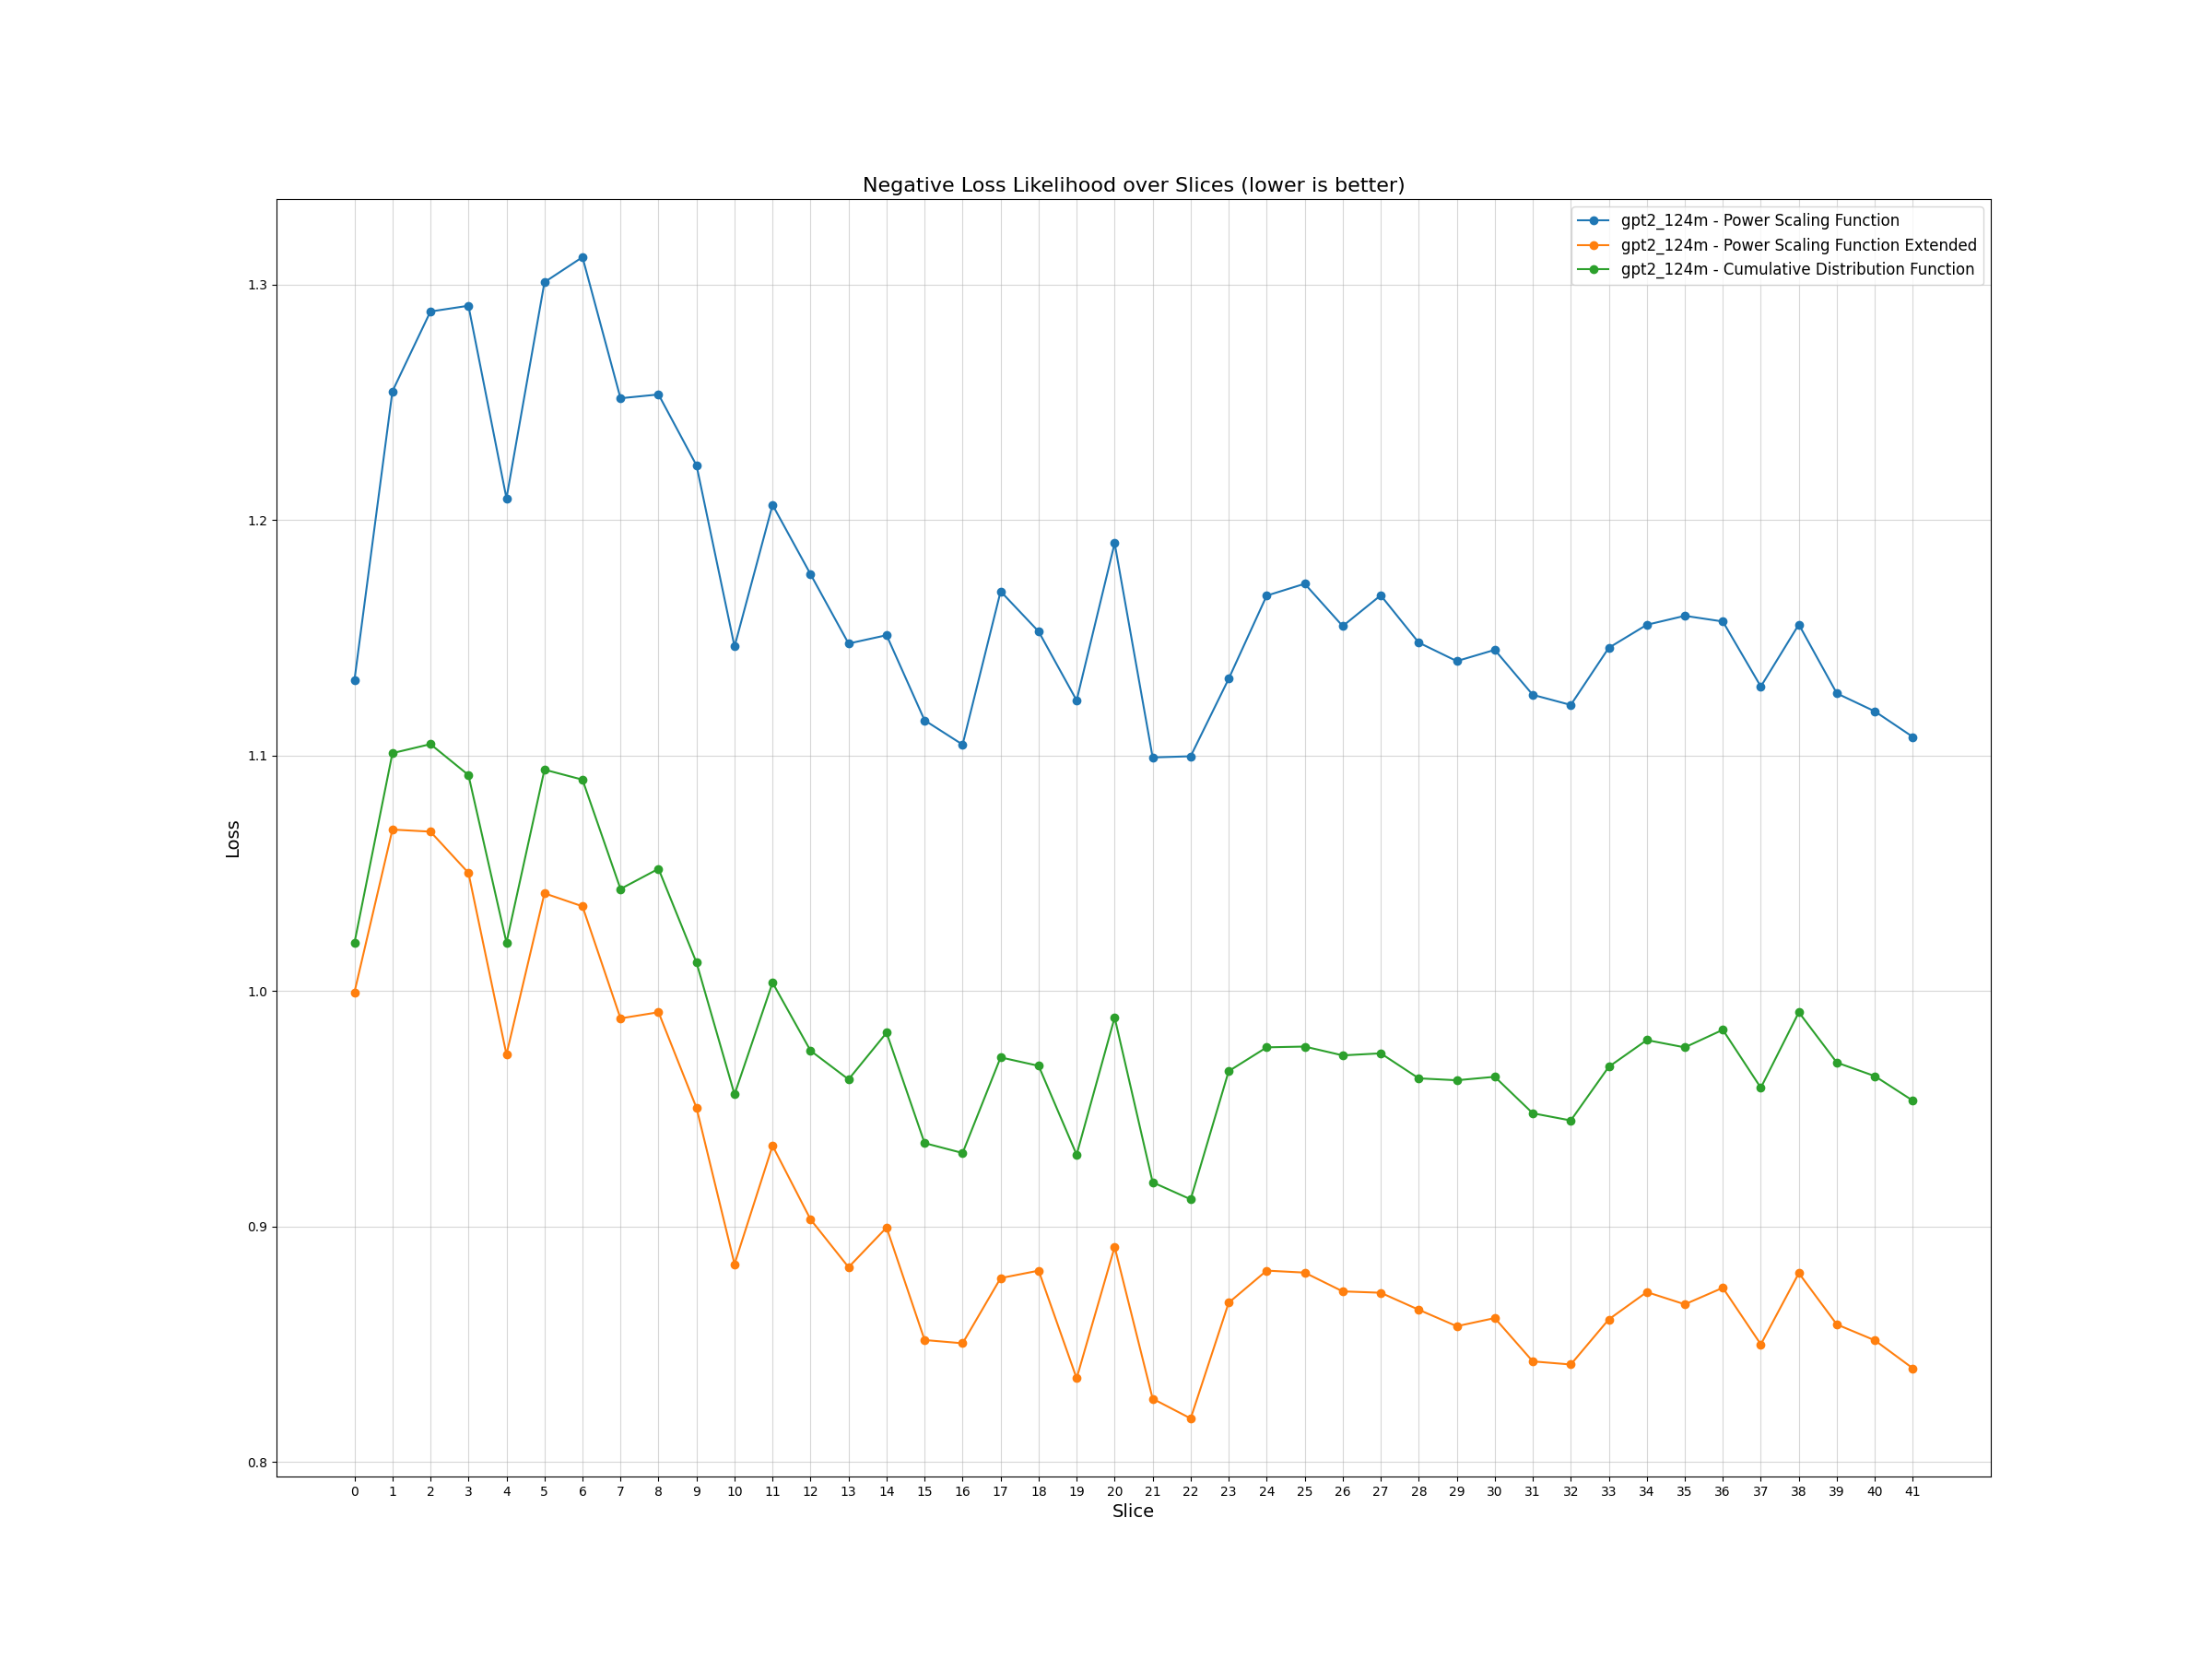 Negative Loss Likelihood over Slices (lower is better)
gpt2_124m - Power Scaling Function
gpt2_124m - Power Scaling Function Extended
gpt2_124m - Cumulative Distribution Function
1.3
1.2
1.1
1.0
0.9
0.8
Loss
0 1 2 3 4 5 6 7 8 9 10 11 12 13 14 15 16 17 18 19 20 21 22 23 24 25 26 27 28 29 30 31 32 33 34 35 36 37 38 39 40 41
Slice